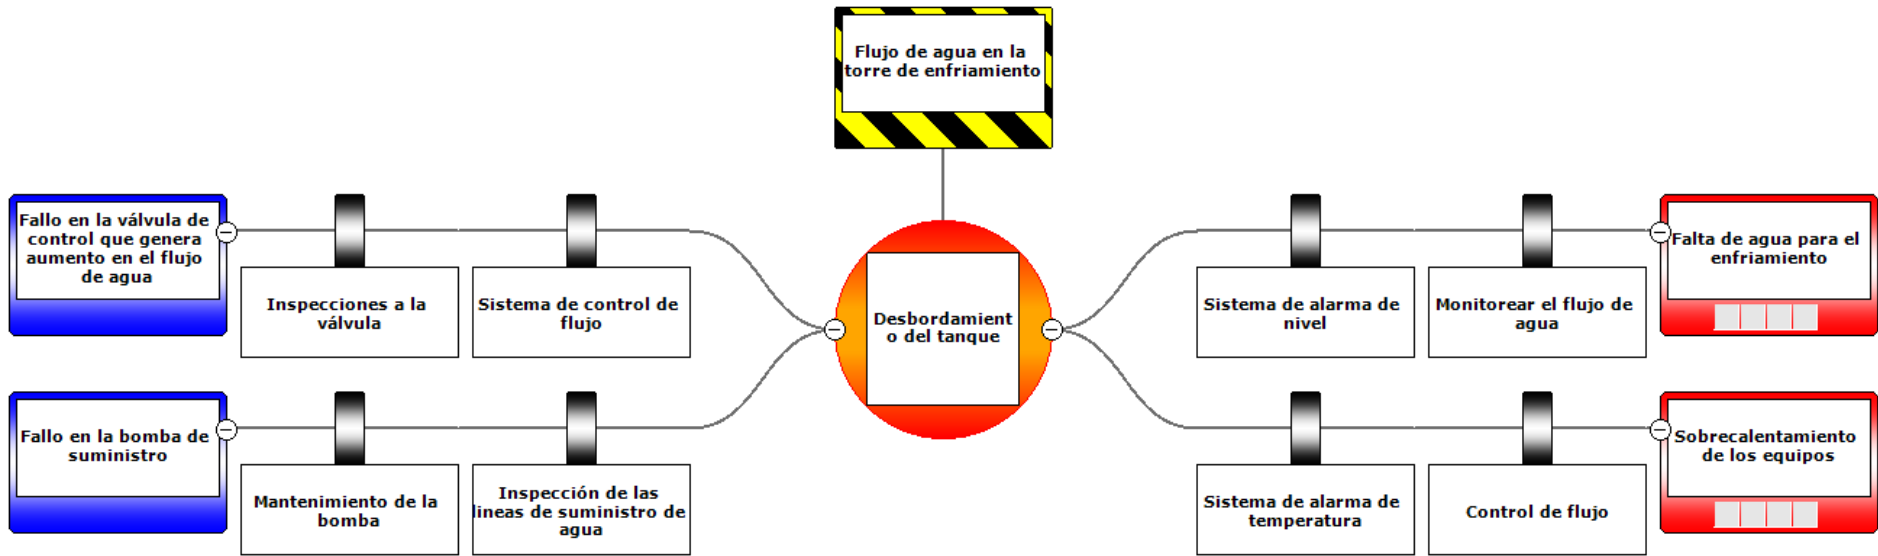 Flujo de agua en la
torre de enfriamiento
Fallo en la válvula de
control que genera
aumento en el flujo
de agua
Inspecciones a la
válvula
Sistema de control de
flujo
Desbordamient
o del tanque
Sistema de alarma de
nivel
Monitorear el flujo de
agua
Falta de agua para el
enfriamiento
Fallo en la bomba de
suministro
Mantenimiento de la
bomba
Inspección de las
lineas de suministro de
agua
Sistema de alarma de
temperatura
Control de flujo
Sobrecalentamiento
de los equipos